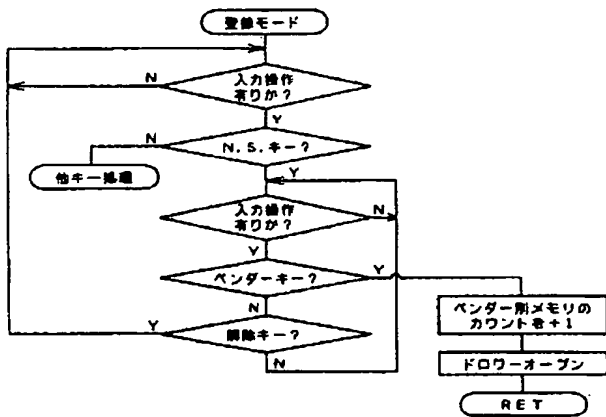 登録モード
N
入力操作
有りか？
Y
N
N.S.キー？
他キー処理
Y
入力操作
有りか？
N
Y
ベンダーキー？
Y
N
ベンダー別メモリの
カウントを+1
Y
解除キー？
N
ドロワーオープン
RET